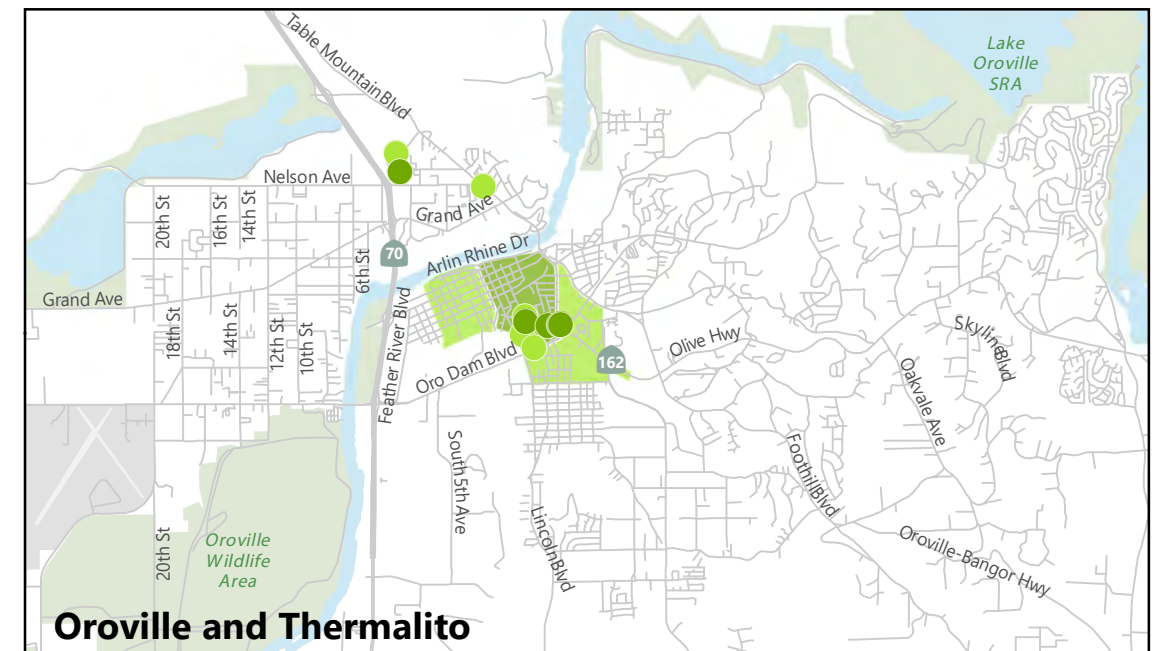 Table Mountain Blvd
Lake
Oroville
SRA
Nelson Ave
20th St
16th St
14th St
Grand Ave
Arlin Rhine Dr
70
6th St
Grand Ave
18th St
14th St
12th St
10th St
Feather River Blvd
Oro Dam Blvd
162
Olive Hwy
Skyline Blvd
Oakvale Ave
South 5th Ave
Foothill Blvd
Lincoln Blvd
20th St
Oroville
Wildlife
Area
Oroville-Bangor Hwy
Oroville and Thermalito